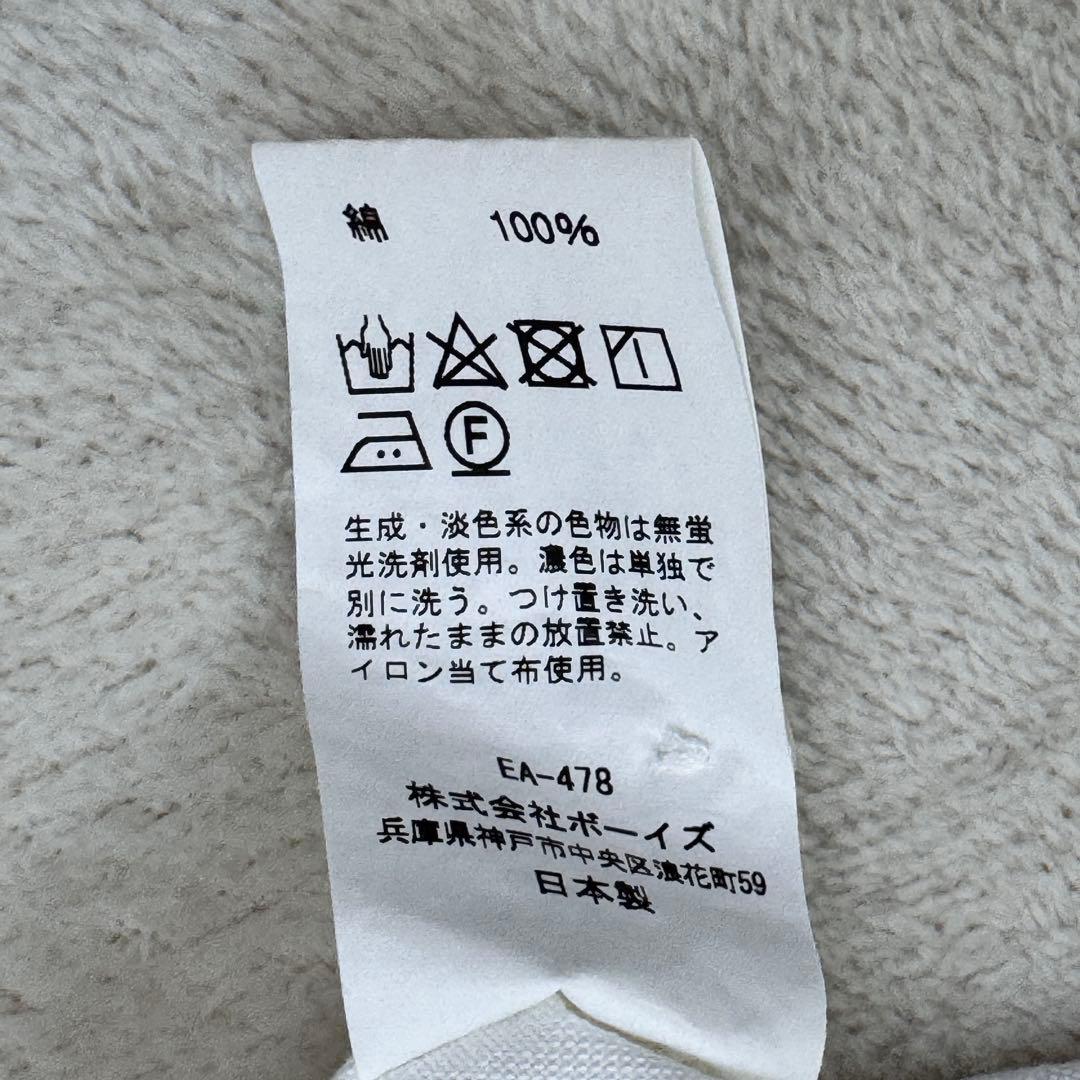 綿 100%
F
生成・淡色系の色物は無蛍
光洗剤使用。濃色は単独で
別に洗う。つけ置き洗い、
濡れたままの放置禁止。ア
イロン当て布使用。
EA-478
株式会社ボーイズ
兵庫県神戸市中央区浪花町59
日本製